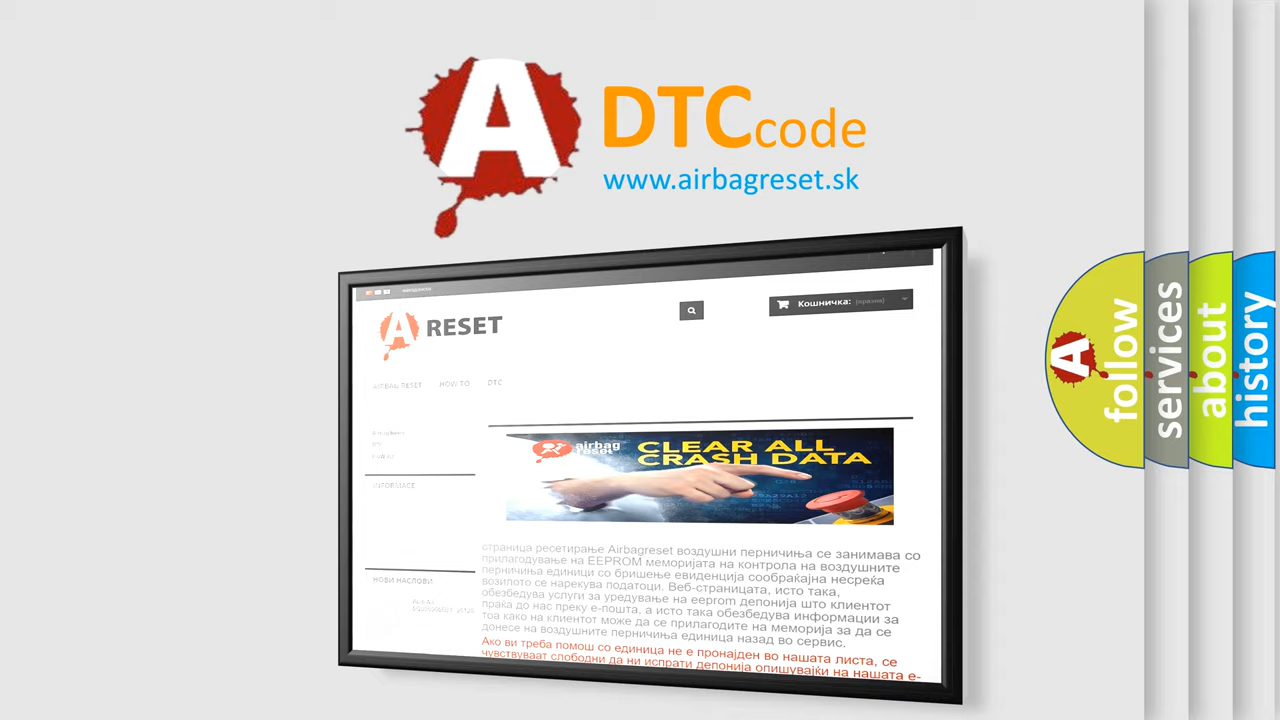 A
DTCcode
www.airbagreset.sk
A RESET
Кошничка: (празни)
AIRBAG RESET HOW TO DTC
INFORMACE
airbag
reset
CLEAR ALL
CRASH DATA
страница ресетирање Airbagreset воздушни перничиња се занимава со
прилагодување на EEPROM меморијата на контрола на воздушните
перничиња единици со бришење евиденција сообраќајна несреќа
возилото се нарекува податоци. Веб-страницата, исто така,
обезбедува услуги за уредување на eeprom депонија што клиентот
праќа до нас преку е-пошта, а исто така обезбедува информации за
тоа како на клиентот може да се прилагодите на меморија за да се
донесе на воздушните перничиња единица назад во сервис.
Ако ви треба помош со единица не е пронајден во нашата листа, се
чувствуваат слободни да ни испрати депонија опишувајќи на нашата е-
НОВИ НАСЛОВИ
A
follow
services
about
history